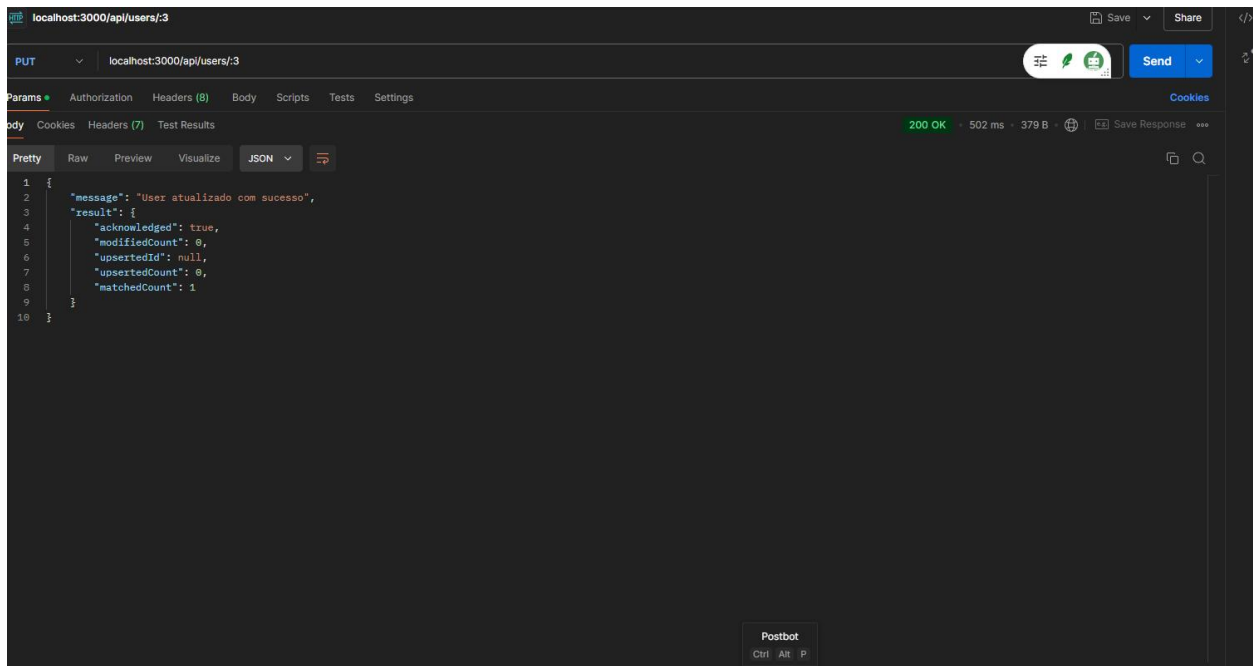 HTTP localhost:3000/api/users/:3 Save Share </>
PUT localhost:3000/api/users/:3 Send
Params Authorization Headers (8) Body Scripts Tests Settings Cookies
ody Cookies Headers (7) Test Results 200 OK 502 ms 379 B Save Response
Pretty Raw Preview Visualize JSON
1 {
2 "message": "User atualizado com sucesso",
3 "result": {
4 "acknowledged": true,
5 "modifiedCount": 0,
6 "upsertedId": null,
7 "upsertedCount": 0,
8 "matchedCount": 1
9 }
10 }
Postbot
Ctrl Alt P